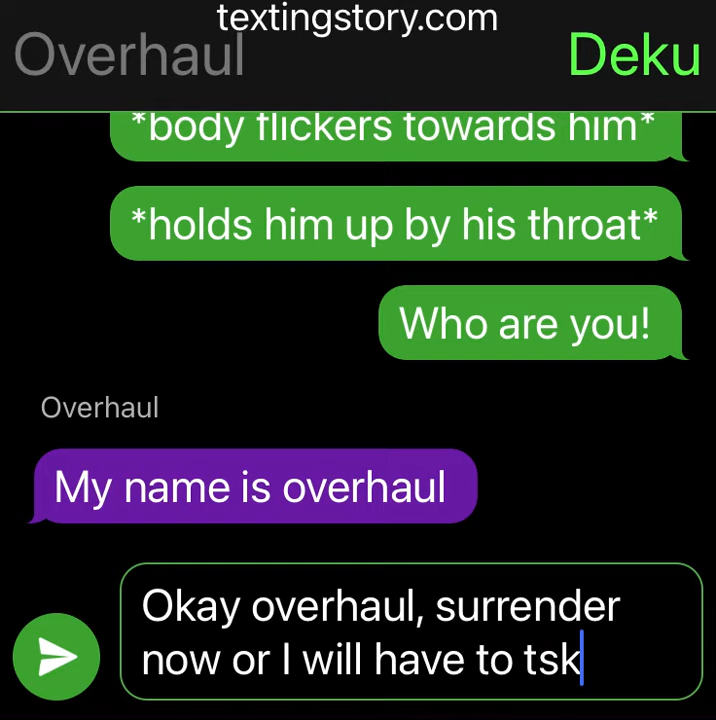 textingstory.com
Overhaul
Deku
*body flickers towards him*
*holds him up by his throat*
Who are you!
Overhaul
My name is overhaul
Okay overhaul, surrender
now or I will have to tsk